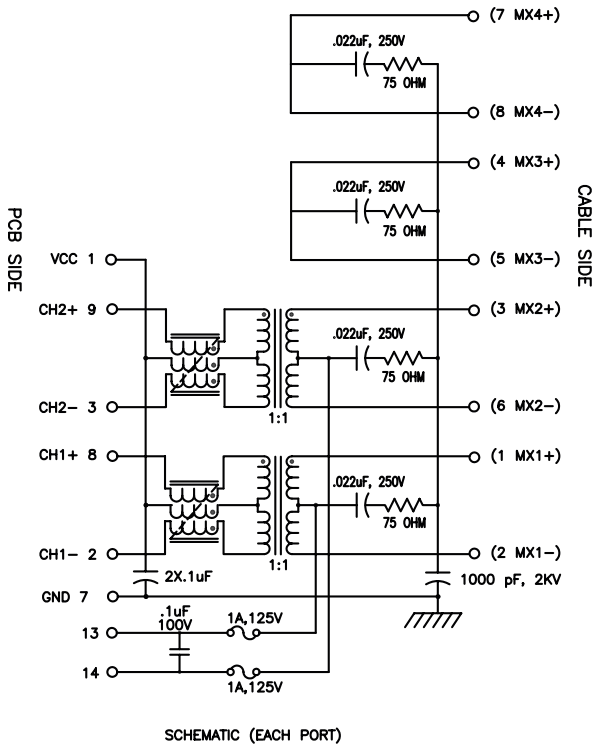 (7 MX4+)
.022uF, 250V
75 OHM
(8 MX4-)
(4 MX3+)
.022uF, 250V
75 OHM
(5 MX3-)
PCB SIDE
CABLE SIDE
VCC 1
CH2+ 9
(3 MX2+)
.022uF, 250V
75 OHM
CH2- 3
(6 MX2-)
1:1
CH1+ 8
(1 MX1+)
.022uF, 250V
75 OHM
CH1- 2
(2 MX1-)
1:1
2X.1uF
1000 pF, 2KV
GND 7
.1uF
100V
1A,125V
13
14
1A,125V
SCHEMATIC (EACH PORT)